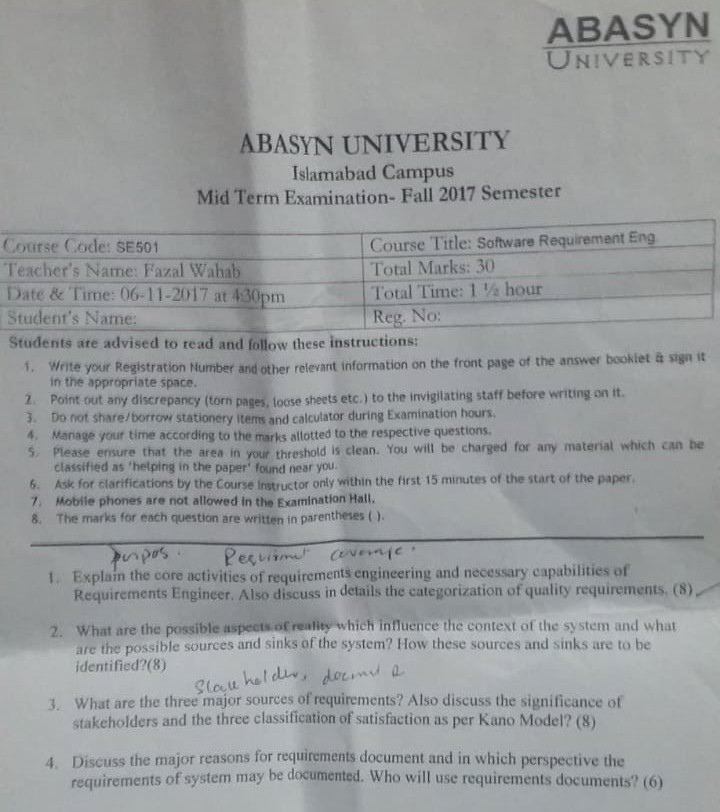 ABASYN
UNIVERSITY
ABASYN UNIVERSITY
Islamabad Campus
Mid Term Examination- Fall 2017 Semester
Course Code: SE501
Course Title: Software Requirement Eng
Teacher's Name: Fazal Wahab
Total Marks: 30
Date & Time: 06-11-2017 at 4:30pm
Total Time: 1 ½ hour
Student's Name:
Reg. No:
Students are advised to read and follow these instructions:
1. Write your Registration Number and other relevant information on the front page of the answer booklet & sign it
in the appropriate space.
2. Point out any discrepancy (torn pages, loose sheets etc.) to the invigilating staff before writing on it.
3. Do not share/borrow stationery items and calculator during Examination hours.
4. Manage your time according to the marks allotted to the respective questions.
5. Please ensure that the area in your threshold is clean. You will be charged for any material which can be
classified as 'helping in the paper' found near you.
6. Ask for clarifications by the Course Instructor only within the first 15 minutes of the start of the paper.
7. Mobile phones are not allowed in the Examination Hall.
8. The marks for each question are written in parentheses ( ).
purpos.
1. Explain the core activities of requirements engineering and necessary capabilities of
Requirements Engineer. Also discuss in details the categorization of quality requirements. (8)
2. What are the possible aspects of reality which influence the context of the system and what
are the possible sources and sinks of the system? How these sources and sinks are to be
identified?(8)
3. What are the three major sources of requirements? Also discuss the significance of
stakeholders and the three classification of satisfaction as per Kano Model? (8)
4. Discuss the major reasons for requirements document and in which perspective the
requirements of system may be documented. Who will use requirements documents? (6)